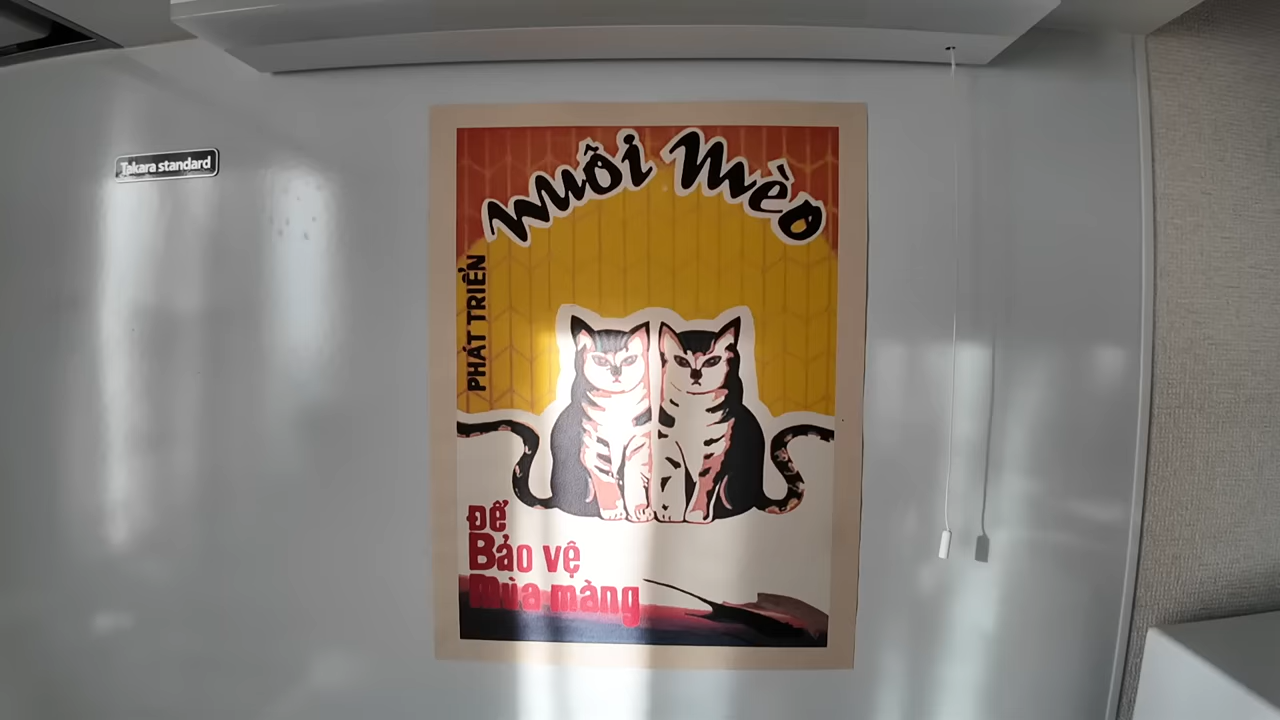 Takara standard
PHÁT TRIỂN
nuôi mèo
Để
Bảo vệ
mùa màng